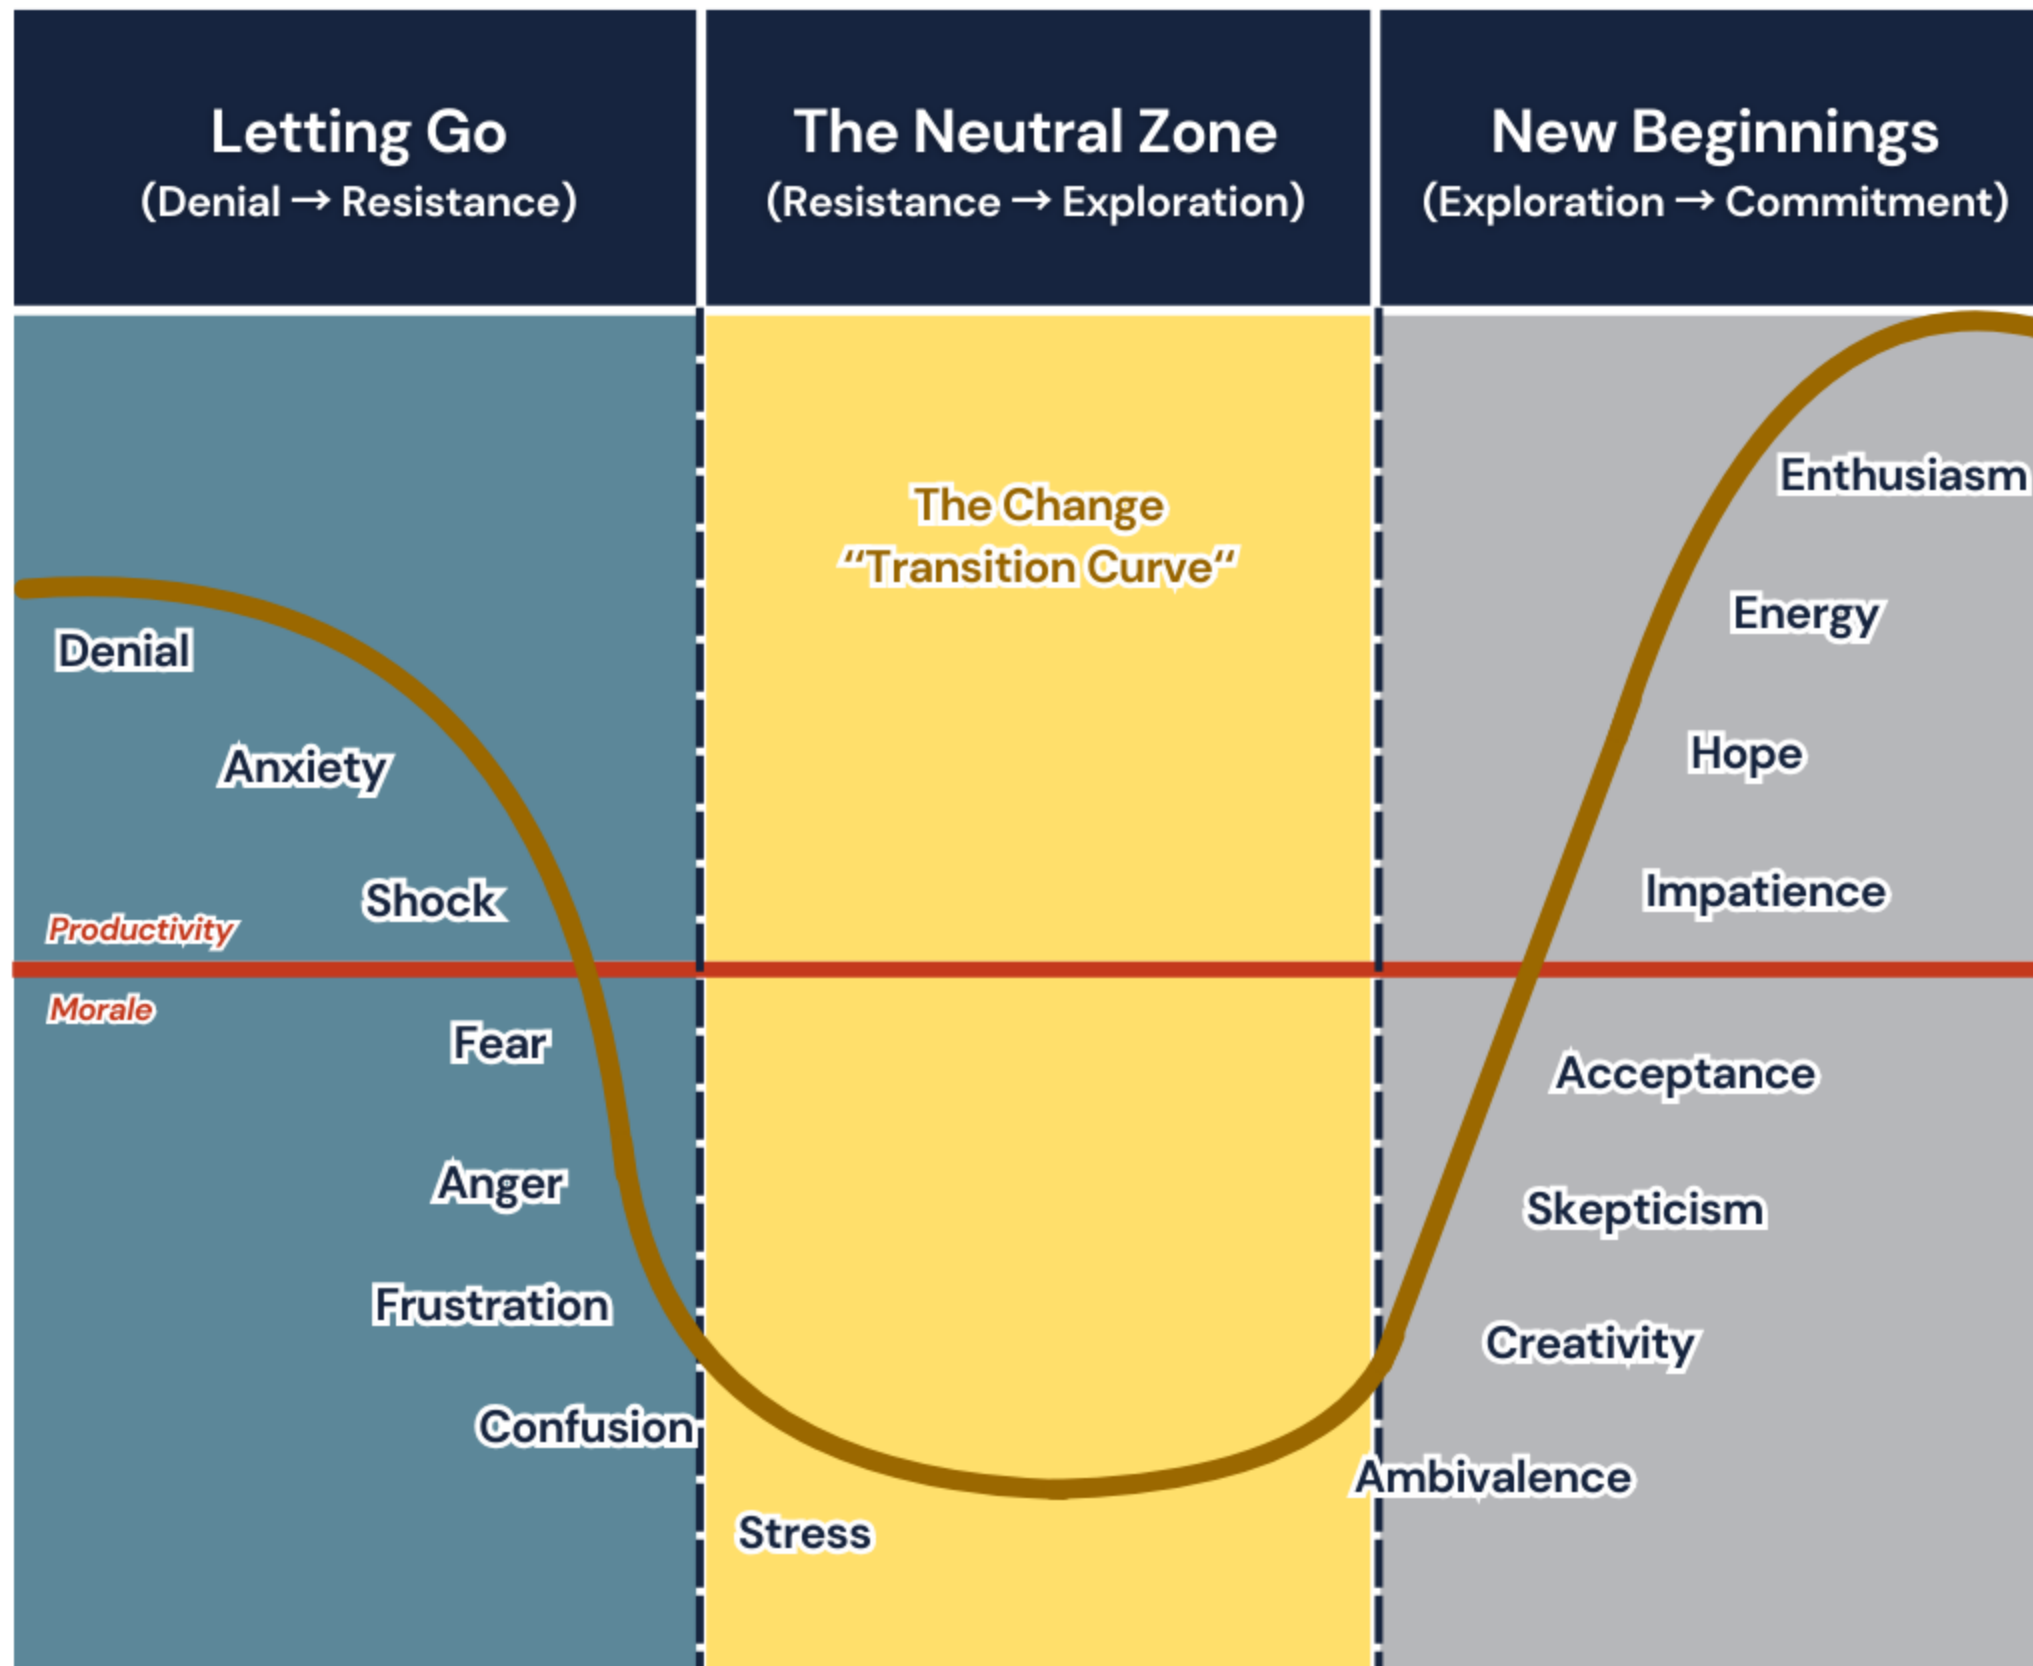 Letting Go
(Denial → Resistance)
The Neutral Zone
(Resistance → Exploration)
New Beginnings
(Exploration → Commitment)
The Change
“Transition Curve“
Denial
Anxiety
Shock
Productivity
Morale
Fear
Anger
Frustration
Confusion
Stress
Ambivalence
Creativity
Skepticism
Acceptance
Impatience
Hope
Energy
Enthusiasm